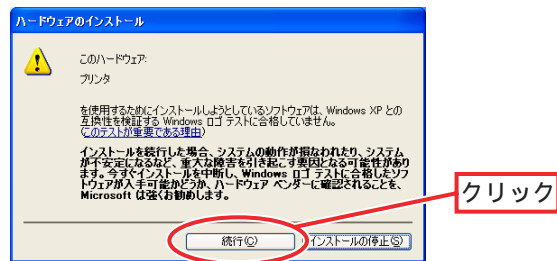 ハードウェアのインストール
このハードウェア:
プリンタ
を使用するためにインストールしようとしているソフトウェアは、Windows XP との
互換性を検証する Windows ロゴ テストに合格していません。
(このテストが重要である理由)
インストールを続行した場合、システムの動作が損なわれたり、システム
が不安定になるなど、重大な障害を引き起こす要因となる可能性があり
ます。今すぐインストールを中断し、Windows ロゴ テストに合格したソフ
トウェアが入手可能かどうか、ハードウェア ベンダーに確認されることを、
Microsoft は強くお勧めします。
クリック
続行(C) インストールの停止(S)